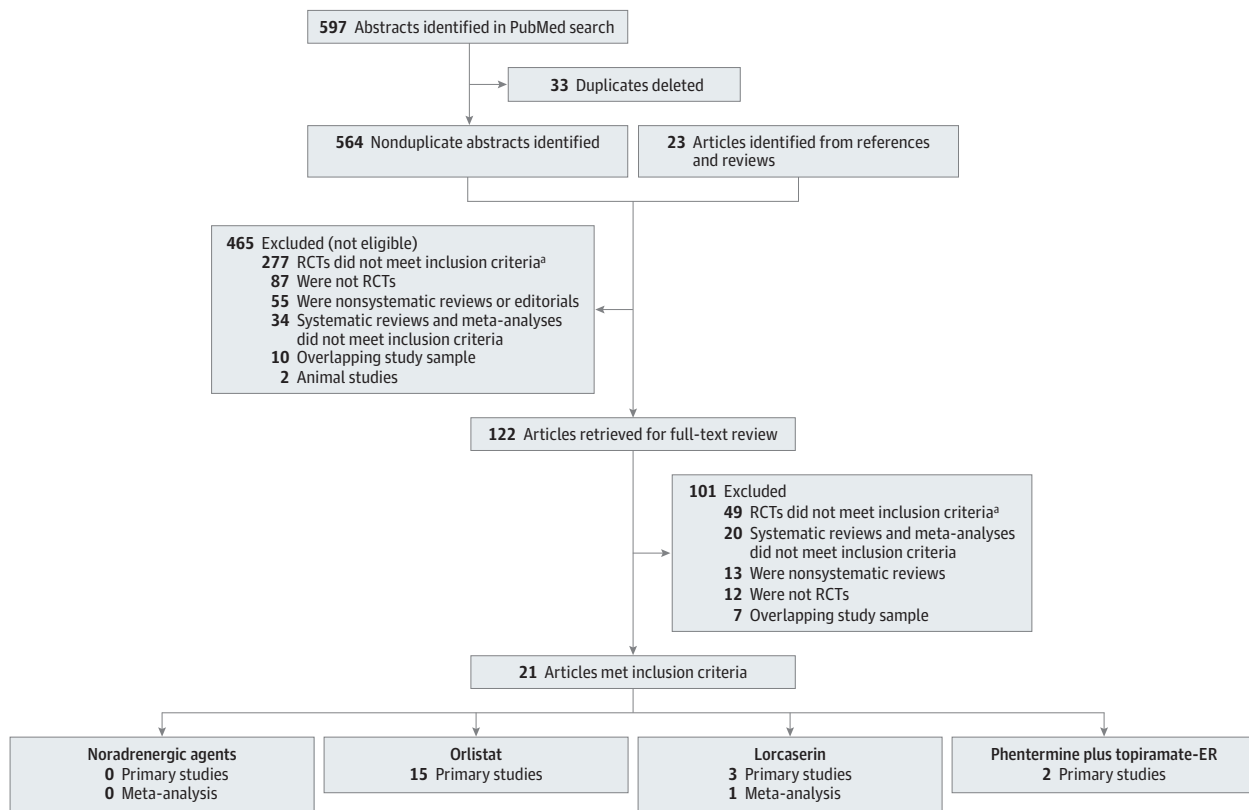 597 Abstracts identified in PubMed search
33 Duplicates deleted
564 Nonduplicate abstracts identified
23 Articles identified from references
and reviews
465 Excluded (not eligible)
277 RCTs did not meet inclusion criteriaᵃ
87 Were not RCTs
55 Were nonsystematic reviews or editorials
34 Systematic reviews and meta-analyses
did not meet inclusion criteria
10 Overlapping study sample
2 Animal studies
122 Articles retrieved for full-text review
101 Excluded
49 RCTs did not meet inclusion criteriaᵃ
20 Systematic reviews and meta-analyses
did not meet inclusion criteria
13 Were nonsystematic reviews
12 Were not RCTs
7 Overlapping study sample
21 Articles met inclusion criteria
Noradrenergic agents
0 Primary studies
0 Meta-analysis
Orlistat
15 Primary studies
Lorcaserin
3 Primary studies
1 Meta-analysis
Phentermine plus topiramate-ER
2 Primary studies